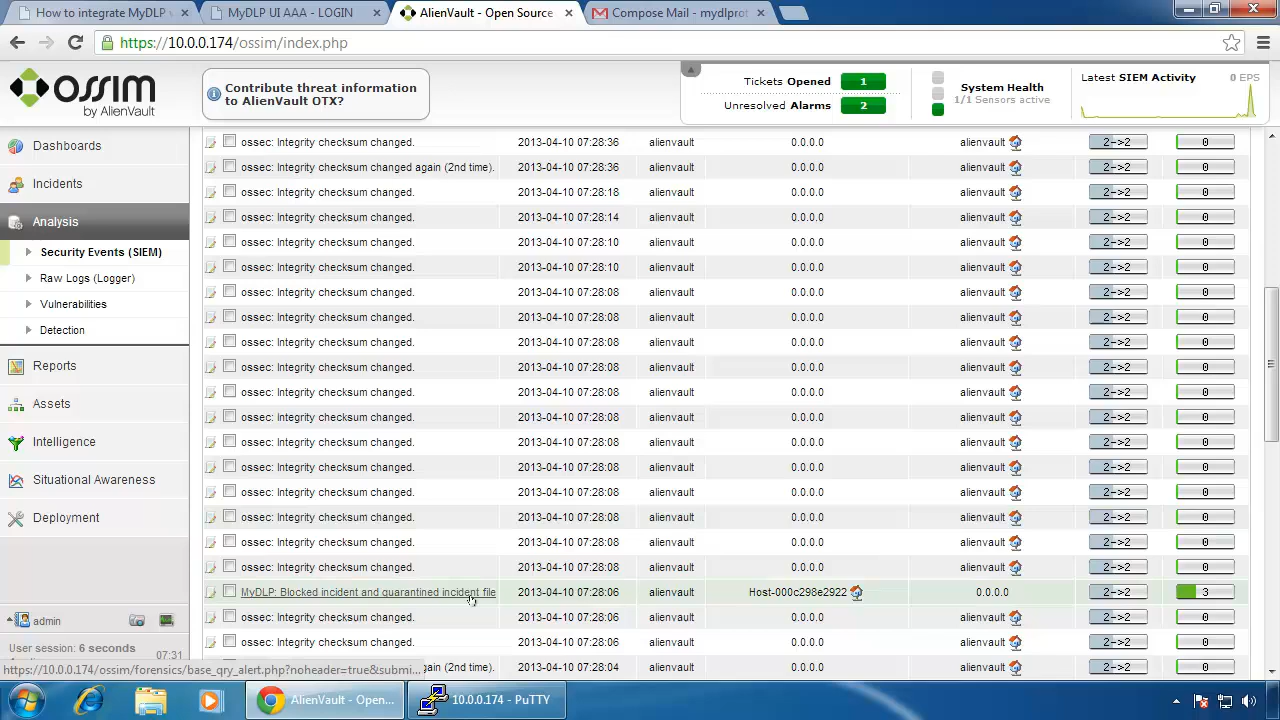 How to integrate MyDLP
MyDLP UI AAA - LOGIN
AlienVault - Open Source
Compose Mail - mydlprot
https://10.0.0.174/ossim/index.php
ossim
by AlienVault
Contribute threat information
to AlienVault OTX?
Tickets Opened 1
Unresolved Alarms 2
System Health
1/1 Sensors active
Latest SIEM Activity 0 EPS
Dashboards
Incidents
Analysis
Security Events (SIEM)
Raw Logs (Logger)
Vulnerabilities
Detection
Reports
Assets
Intelligence
Situational Awareness
Deployment
admin
User session: 6 seconds
07:31
ossec: Integrity checksum changed. 2013-04-10 07:28:36 alienvault 0.0.0.0 alienvault 2->2 0
ossec: Integrity checksum changed again (2nd time). 2013-04-10 07:28:36 alienvault 0.0.0.0 alienvault 2->2 0
ossec: Integrity checksum changed. 2013-04-10 07:28:18 alienvault 0.0.0.0 alienvault 2->2 0
ossec: Integrity checksum changed. 2013-04-10 07:28:14 alienvault 0.0.0.0 alienvault 2->2 0
ossec: Integrity checksum changed. 2013-04-10 07:28:10 alienvault 0.0.0.0 alienvault 2->2 0
ossec: Integrity checksum changed. 2013-04-10 07:28:10 alienvault 0.0.0.0 alienvault 2->2 0
ossec: Integrity checksum changed. 2013-04-10 07:28:08 alienvault 0.0.0.0 alienvault 2->2 0
ossec: Integrity checksum changed. 2013-04-10 07:28:08 alienvault 0.0.0.0 alienvault 2->2 0
ossec: Integrity checksum changed. 2013-04-10 07:28:08 alienvault 0.0.0.0 alienvault 2->2 0
ossec: Integrity checksum changed. 2013-04-10 07:28:08 alienvault 0.0.0.0 alienvault 2->2 0
ossec: Integrity checksum changed. 2013-04-10 07:28:08 alienvault 0.0.0.0 alienvault 2->2 0
ossec: Integrity checksum changed. 2013-04-10 07:28:08 alienvault 0.0.0.0 alienvault 2->2 0
ossec: Integrity checksum changed. 2013-04-10 07:28:08 alienvault 0.0.0.0 alienvault 2->2 0
ossec: Integrity checksum changed. 2013-04-10 07:28:08 alienvault 0.0.0.0 alienvault 2->2 0
ossec: Integrity checksum changed. 2013-04-10 07:28:08 alienvault 0.0.0.0 alienvault 2->2 0
ossec: Integrity checksum changed. 2013-04-10 07:28:08 alienvault 0.0.0.0 alienvault 2->2 0
ossec: Integrity checksum changed. 2013-04-10 07:28:08 alienvault 0.0.0.0 alienvault 2->2 0
ossec: Integrity checksum changed. 2013-04-10 07:28:08 alienvault 0.0.0.0 alienvault 2->2 0
MyDLP: Blocked incident and 2013-04-10 07:28:06 alienvault Host-000c298e2922 0.0.0.0 2->2 3
ossec: Integrity checksum changed. 2013-04-10 07:28:06 alienvault 0.0.0.0 alienvault 2->2 0
ossec: Integrity checksum changed. 2013-04-10 07:28:06 alienvault 0.0.0.0 alienvault 2->2 0
ain (2nd time). 2013-04-10 07:28:04 alienvault 0.0.0.0 alienvault 2->2 0
https://10.0.0.174/ossim/forensics/base_qry_alert.php?noheader=true&submi...
AlienVault - Open...
10.0.0.174 - PuTTY